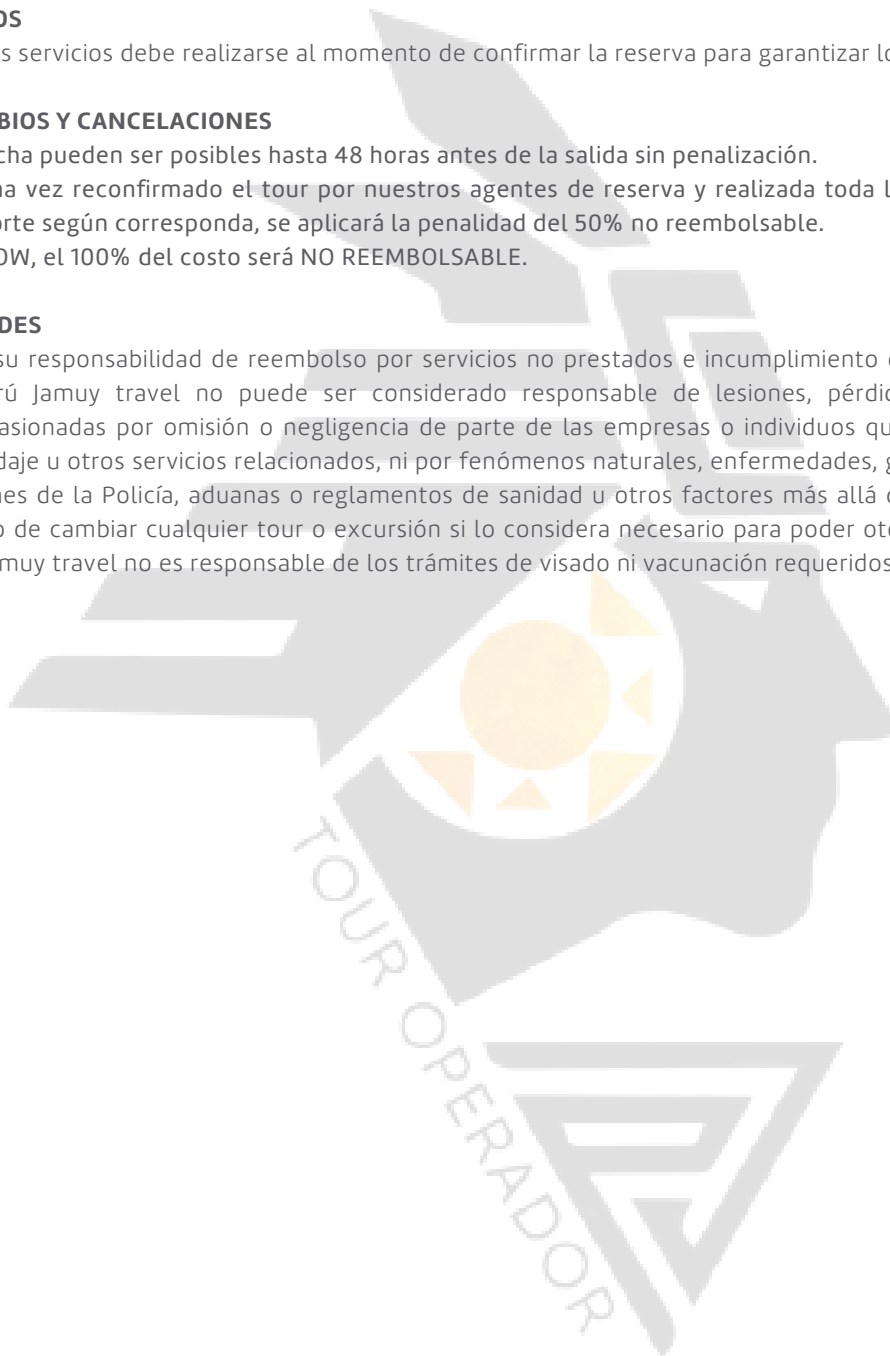 OS
s servicios debe realizarse al momento de confirmar la reserva para garantizar lo
BIOS Y CANCELACIONES
cha pueden ser posibles hasta 48 horas antes de la salida sin penalización.
na vez reconfirmado el tour por nuestros agentes de reserva y realizada toda l
orte según corresponda, se aplicará la penalidad del 50% no reembolsable.
OW, el 100% del costo será NO REEMBOLSABLE.
DES
su responsabilidad de reembolso por servicios no prestados e incumplimiento
rú Jamuy travel no puede ser considerado responsable de lesiones, pérdi
asionadas por omisión o negligencia de parte de las empresas o individuos qu
daje u otros servicios relacionados, ni por fenómenos naturales, enfermedades, g
nes de la Policía, aduanas o reglamentos de sanidad u otros factores más allá
o de cambiar cualquier tour o excursión si lo considera necesario para poder ot
muy travel no es responsable de los trámites de visado ni vacunación requeridos
TOUR OPERADOR